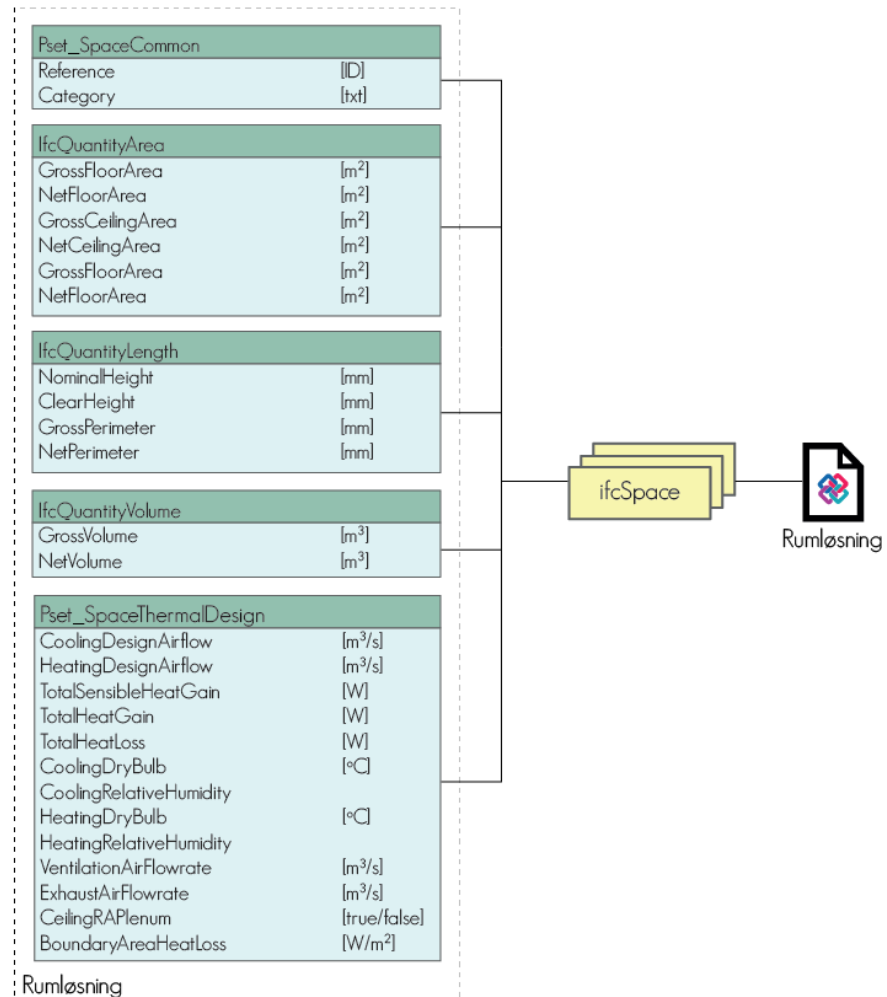 Pset_SpaceCommon
Reference [ID]
Category [txt]
IfcQuantityArea
GrossFloorArea [m²]
NetFloorArea [m²]
GrossCeilingArea [m²]
NetCeilingArea [m²]
GrossFloorArea [m²]
NetFloorArea [m²]
IfcQuantityLength
NominalHeight [mm]
ClearHeight [mm]
GrossPerimeter [mm]
NetPerimeter [mm]
IfcQuantityVolume
GrossVolume [m³]
NetVolume [m³]
Pset_SpaceThermalDesign
CoolingDesignAirflow [m³/s]
HeatingDesignAirflow [m³/s]
TotalSensibleHeatGain [W]
TotalHeatGain [W]
TotalHeatLoss [W]
CoolingDryBulb [°C]
CoolingRelativeHumidity
HeatingDryBulb [°C]
HeatingRelativeHumidity
VentilationAirFlowrate [m³/s]
ExhaustAirFlowrate [m³/s]
CeilingRAPlenum [true/false]
BoundaryAreaHeatLoss [W/m²]
Rumløsning
ifcSpace
Rumløsning